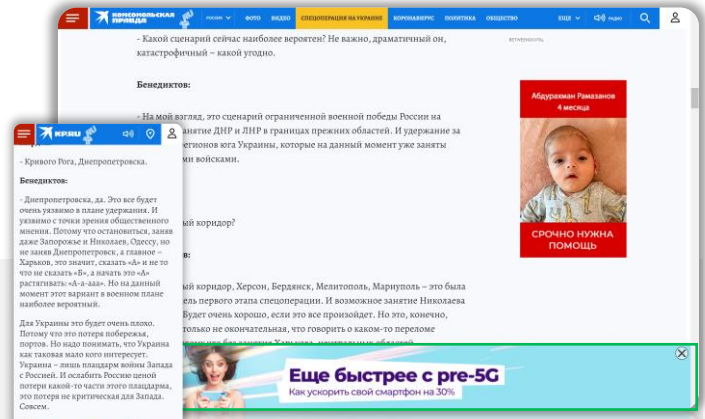 КОМСОМОЛЬСКАЯ ПРАВДА
РОССИЯ ФОТО ВИДЕО СПЕЦОПЕРАЦИЯ НА УКРАИНЕ КОРОНАВИРУС ПОЛИТИКА ОБЩЕСТВО ЕЩЕ РАДИО
- Какой сценарий сейчас наиболее вероятен? Не важно, драматичный он,
катастрофичный – какой угодно.
Бенедиктов:
- На мой взгляд, это сценарий ограниченной военной победы России на
занятие ДНР и ЛНР в границах прежних областей. И удержание за
регионов юга Украины, которые на данный момент уже заняты
ми войсками.
ый коридор?
в:
ый коридор, Херсон, Бердянск, Мелитополь, Мариуполь – это была
ель первого этапа спецоперации. И возможное занятие Николаева
Будет очень хорошо, если это все произойдет. Но это, конечно,
только не окончательная, что говорить о каком-то переломе
без занятия Харькова, центральных областей
Абдурахман Рамазанов
4 месяца
СРОЧНО НУЖНА
ПОМОЩЬ
KP.RU
- Кривого Рога, Днепропетровска.
Бенедиктов:
- Днепропетровска, да. Это все будет
очень уязвимо в плане удержания. И
уязвимо с точки зрения общественного
мнения. Потому что остановиться, заняв
даже Запорожье и Николаев, Одессу, но
не заняв Днепропетровск, а главное –
Харьков, это значит, сказать «А» и не то
что не сказать «Б», а начать это «А»
растягивать: «А-а-ааа». Но на данный
момент этот вариант в военном плане
наиболее вероятный.
Для Украины это будет очень плохо.
Потому что это потеря побережья,
портов. Но надо понимать, что Украина
как таковая мало кого интересует.
Украина – лишь плацдарм войны Запада
с Россией. И ослабить Россию ценой
потери какой-то части этого плацдарма,
это потеря не критическая для Запада.
Совсем.
Еще быстрее с pre-5G
Как ускорить свой смартфон на 30%